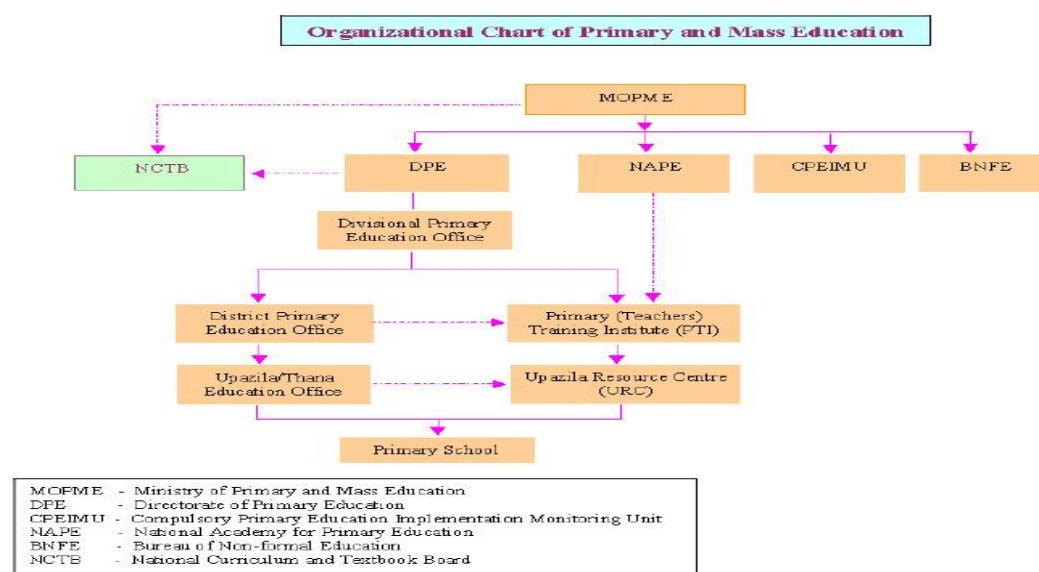 Organizational Chart of Primary and Mass Education
MOPME
NCTB
DPE
NAPE
CPEIMU
BNFE
Divisional Primary
Education Office
District Primary
Education Office
Primary (Teachers)
Training Institute (PTI)
Upazila/Thana
Education Office
Upazila Resource Centre
(URC)
Primary School
MOPME - Ministry of Primary and Mass Education
DPE - Directorate of Primary Education
CPEIMU - Compulsory Primary Education Implementation Monitoring Unit
NAPE - National Academy for Primary Education
BNFE - Bureau of Non-formal Education
NCTB - National Curriculum and Textbook Board